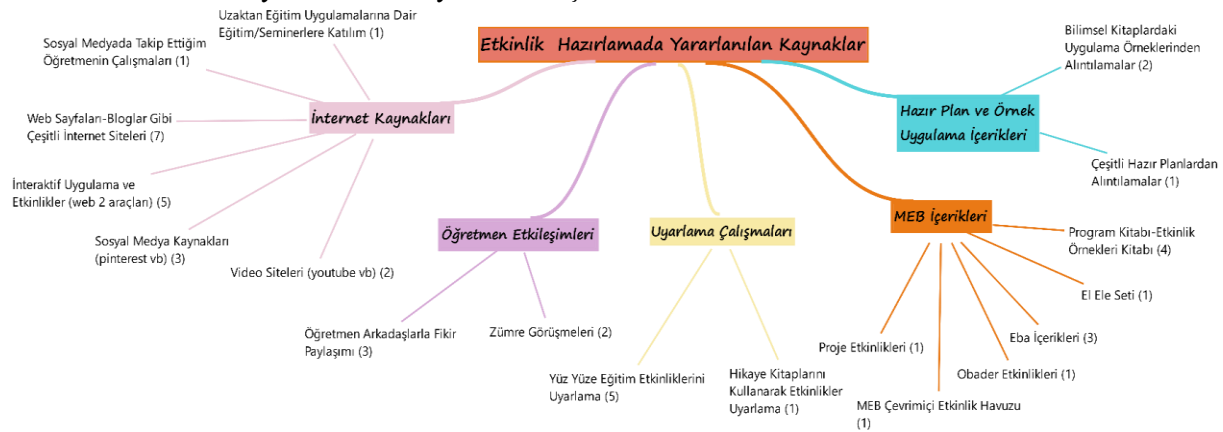 Etkinlik Hazırlamada Yararlanılan Kaynaklar
Uzaktan Eğitim Uygulamalarına Dair
Eğitim/Seminerlere Katılım (1)
Sosyal Medyada Takip Ettiğim
Öğretmenin Çalışmaları (1)
İnternet Kaynakları
Web Sayfaları-Bloglar Gibi
Çeşitli İnternet Siteleri (7)
İnteraktif Uygulama ve
Etkinlikler (web 2 araçları) (5)
Sosyal Medya Kaynakları
(pinterest vb) (3)
Video Siteleri (youtube vb) (2)
Öğretmen Etkileşimleri
Öğretmen Arkadaşlarla Fikir
Paylaşımı (3)
Zümre Görüşmeleri (2)
Uyarlama Çalışmaları
Yüz Yüze Eğitim Etkinliklerini
Uyarlama (5)
Hikaye Kitaplarını
Kullanarak Etkinlikler
Uyarlama (1)
Bilimsel Kitaplardaki
Uygulama Örneklerinden
Alıntılamalar (2)
Hazır Plan ve Örnek
Uygulama İçerikleri
Çeşitli Hazır Planlardan
Alıntılamalar (1)
MEB İçerikleri
Program Kitabı-Etkinlik
Örnekleri Kitabı (4)
El Ele Seti (1)
Eba İçerikleri (3)
Obader Etkinlikleri (1)
MEB Çevrimiçi Etkinlik Havuzu
(1)
Proje Etkinlikleri (1)